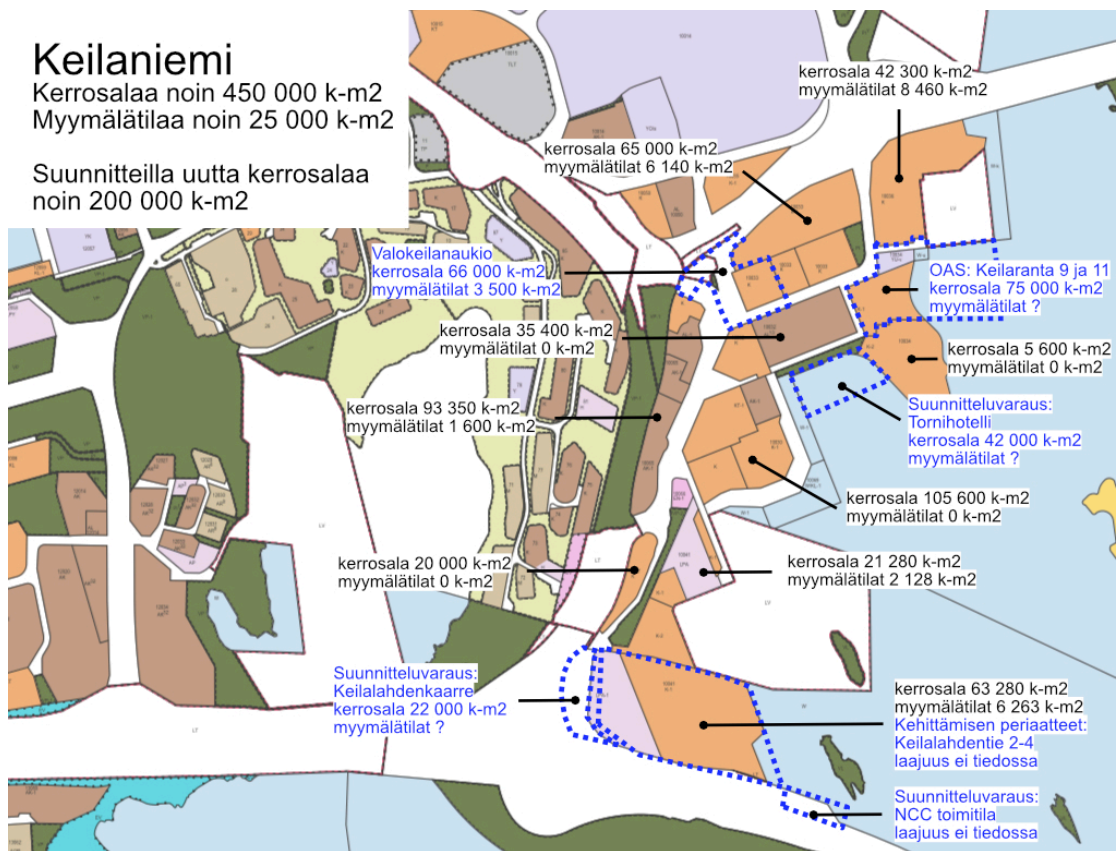 Keilaniemi
Kerrosalaa noin 450 000 k-m2
Myymälätilaa noin 25 000 k-m2
Suunnitteilla uutta kerrosalaa
noin 200 000 k-m2
kerrosala 42 300 k-m2
myymälätilat 8 460 k-m2
kerrosala 65 000 k-m2
myymälätilat 6 140 k-m2
Valokeilanaukio
kerrosala 66 000 k-m2
myymälätilat 3 500 k-m2
OAS: Keilaranta 9 ja 11
kerrosala 75 000 k-m2
myymälätilat ?
kerrosala 35 400 k-m2
myymälätilat 0 k-m2
kerrosala 5 600 k-m2
myymälätilat 0 k-m2
kerrosala 93 350 k-m2
myymälätilat 1 600 k-m2
Suunnitteluvaraus:
Tornihotelli
kerrosala 42 000 k-m2
myymälätilat ?
kerrosala 105 600 k-m2
myymälätilat 0 k-m2
kerrosala 20 000 k-m2
myymälätilat 0 k-m2
kerrosala 21 280 k-m2
myymälätilat 2 128 k-m2
Suunnitteluvaraus:
Keilalahdenkaarre
kerrosala 22 000 k-m2
myymälätilat ?
kerrosala 63 280 k-m2
myymälätilat 6 263 k-m2
Kehittämisen periaatteet:
Keilalahdentie 2-4
laajuus ei tiedossa
Suunnitteluvaraus:
NCC toimitila
laajuus ei tiedossa